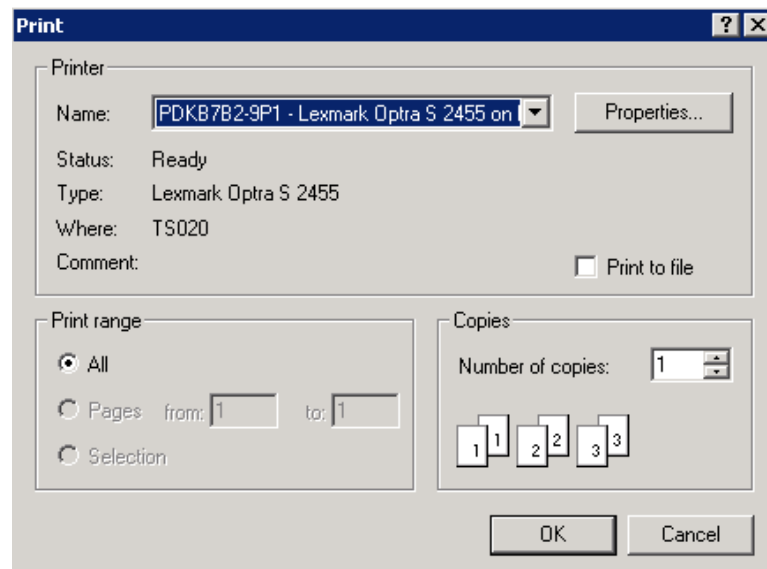 Print
Printer
Name: PDKB7B2-9P1 - Lexmark Optra S 2455 on Properties...
Status: Ready
Type: Lexmark Optra S 2455
Where: TS020
Comment: Print to file
Print range
All
Pages from: 1 to: 1
Selection
Copies
Number of copies: 1
1 1 2 2 3 3
OK Cancel